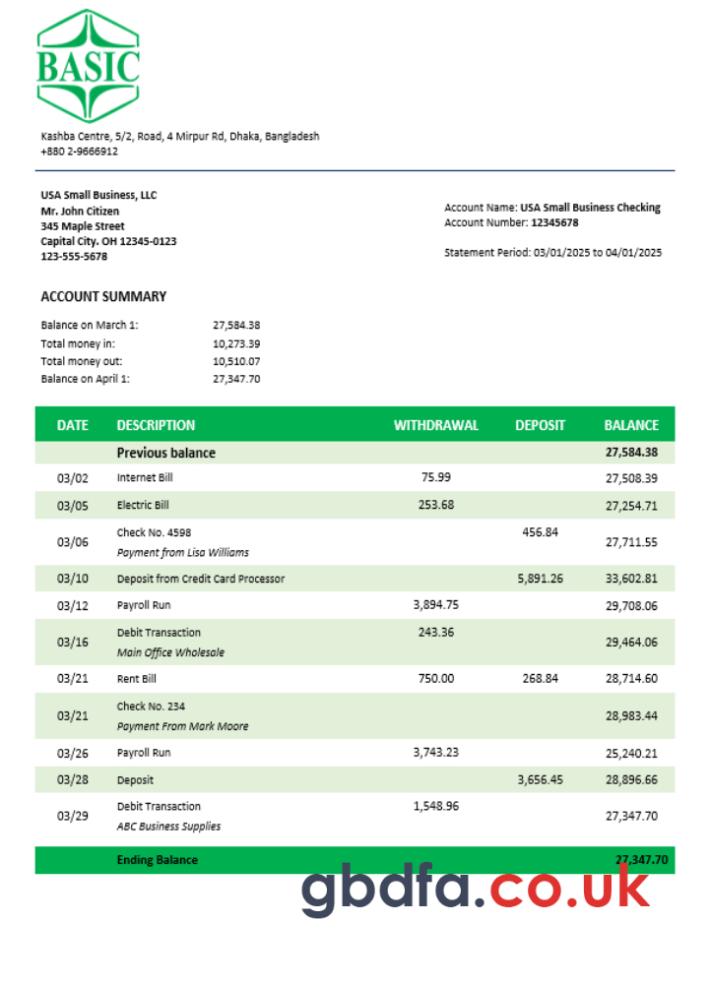 BASIC
Kashba Centre, 5/2, Road, 4 Mirpur Rd, Dhaka, Bangladesh
+880 2-9666912
USA Small Business, LLC
Mr. John Citizen
345 Maple Street
Capital City. OH 12345-0123
123-555-5678
Account Name: USA Small Business Checking
Account Number: 12345678
Statement Period: 03/01/2025 to 04/01/2025
ACCOUNT SUMMARY
Balance on March 1: 27,584.38
Total money in: 10,273.39
Total money out: 10,510.07
Balance on April 1: 27,347.70
DATE DESCRIPTION WITHDRAWAL DEPOSIT BALANCE
Previous balance 27,584.38
03/02 Internet Bill 75.99 27,508.39
03/05 Electric Bill 253.68 27,254.71
03/06 Check No. 4598 456.84 27,711.55
Payment from Lisa Williams
03/10 Deposit from Credit Card Processor 5,891.26 33,602.81
03/12 Payroll Run 3,894.75 29,708.06
03/16 Debit Transaction 243.36 29,464.06
Main Office Wholesale
03/21 Rent Bill 750.00 268.84 28,714.60
03/21 Check No. 234 28,983.44
Payment From Mark Moore
03/26 Payroll Run 3,743.23 25,240.21
03/28 Deposit 3,656.45 28,896.66
03/29 Debit Transaction 1,548.96 27,347.70
ABC Business Supplies
Ending Balance 27,347.70
gbdfa.co.uk